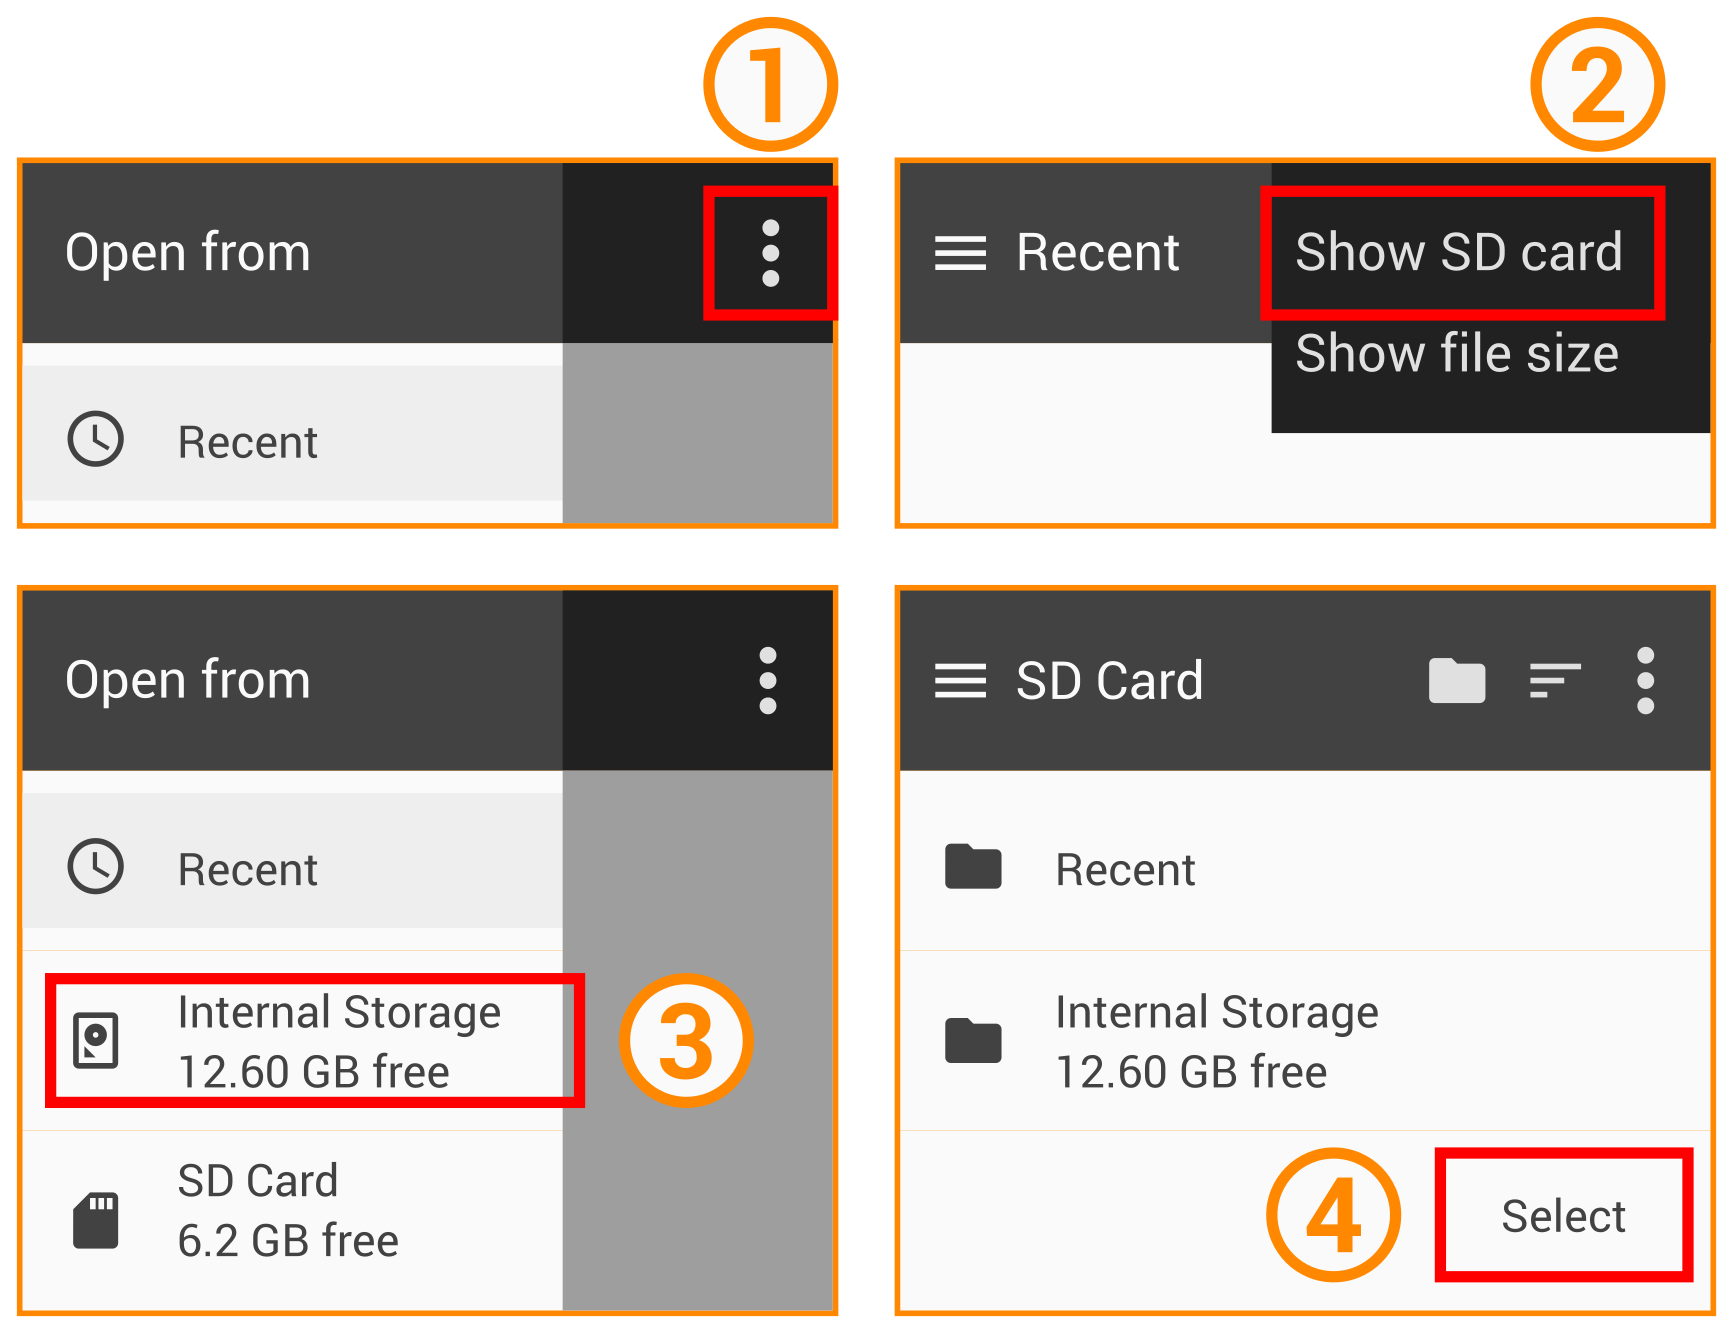 1
2
Open from
Recent
Recent
Show SD card
Show file size
Open from
Recent
Internal Storage
12.60 GB free
3
SD Card
6.2 GB free
SD Card
Recent
Internal Storage
12.60 GB free
4
Select